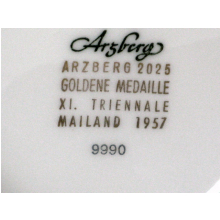 Arzberg
ARZBERG 2025
GOLDENE MEDAILLE
XI. TRIENNALE
MAILAND 1957
9990